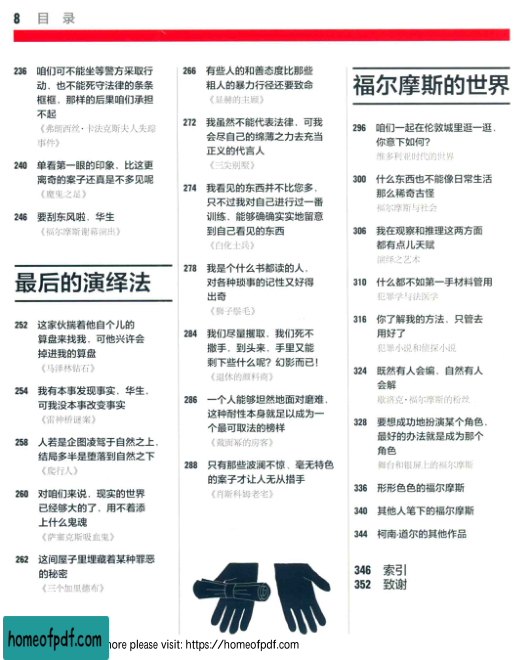 8 目 录
236 咱们可不能坐等警方采取行
动，也不能死守法律的条条
框框，那样的后果咱们承担
不起
《弗朗西丝·卡法克斯夫人失踪
事件》
240 单看第一眼的印象，比这更
离奇的案子还真是不多见呢
《魔鬼之足》
246 要刮东风啦，华生
《福尔摩斯谢幕演出》
最后的演绎法
252 这家伙揣着他自个儿的
算盘来找我，可他兴许会
掉进我的算盘
《马泽林钻石》
254 我有本事发现事实，华生，
可我没本事改变事实
《雷神桥谜案》
258 人若是企图凌驾于自然之上，
结局多半是堕落到自然之下
《爬行人》
260 对咱们来说，现实的世界
已经够大的了，用不着添
上什么鬼魂
《萨塞克斯吸血鬼》
262 这间屋子里埋藏着某种罪恶
的秘密
《三个加里德布》
266 有些人的和善态度比那些
粗人的暴力行径还要致命
《显赫的主顾》
272 我虽然不能代表法律，可我
会尽自己的绵薄之力去充当
正义的代言人
《三尖别墅》
274 我看见的东西并不比您多，
只不过我对自己进行过一番
训练，能够确确实实地留意
到自己看见的东西
《白化士兵》
278 我是个什么书都读的人，
对各种琐事的记性又好得
出奇
《狮子鬃毛》
284 我们尽量攫取，我们死不
撒手，到头来，手里又能
剩下些什么呢？幻影而已！
《退休的颜料商》
286 一个人能够坦然地面对磨难，
这种耐性本身就足以成为一
个最可取法的榜样
《戴面幂的房客》
288 只有那些波澜不惊、毫无特色
的案子才让人无从措手
《肖斯科姆老宅》
福尔摩斯的世界
296 咱们一起在伦敦城里逛一逛，
你意下如何？
维多利亚时代的世界
300 什么东西也不能像日常生活
那么稀奇古怪
福尔摩斯与社会
306 我在观察和推理这两方面
都有点儿天赋
演绎之艺术
310 什么都不如第一手材料管用
犯罪学与法医学
316 你了解我的方法，只管去
用好了
犯罪小说和侦探小说
324 既然有人会编，自然有人
会解
歇洛克·福尔摩斯的粉丝
328 要想成功地扮演某个角色，
最好的办法就是成为那个
角色
舞台和银屏上的福尔摩斯
336 形形色色的福尔摩斯
340 其他人笔下的福尔摩斯
344 柯南·道尔的其他作品
346 索引
352 致谢
homeofpdf.com
more please visit: https://homeofpdf.com